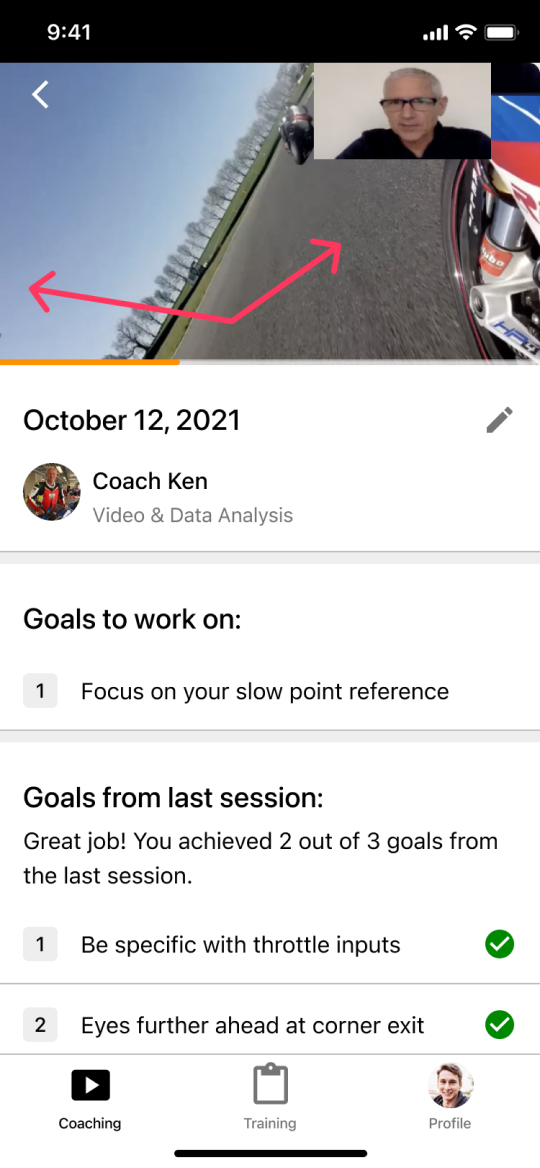 9:41
October 12, 2021
Coach Ken
Video & Data Analysis
Goals to work on:
1 Focus on your slow point reference
Goals from last session:
Great job! You achieved 2 out of 3 goals from
the last session.
1 Be specific with throttle inputs
2 Eyes further ahead at corner exit
Coaching Training Profile